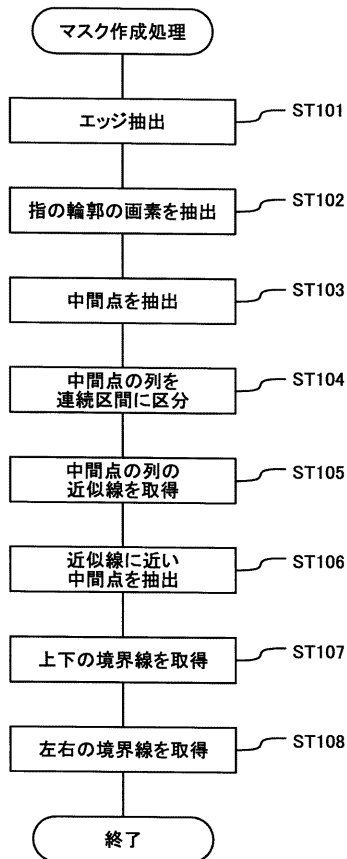 マスク作成処理
エッジ抽出
ST101
指の輪郭の画素を抽出
ST102
中間点を抽出
ST103
中間点の列を
連続区間に区分
ST104
中間点の列の
近似線を取得
ST105
近似線に近い
中間点を抽出
ST106
上下の境界線を取得
ST107
左右の境界線を取得
ST108
終了